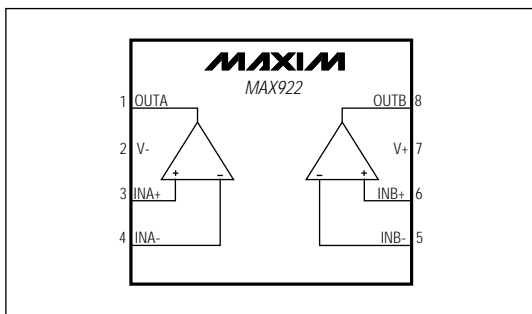 MAXIM
MAX922
1 OUTA OUTB 8
2 V- V+ 7
+ - - +
3 INA+ INB+ 6
4 INA- INB- 5